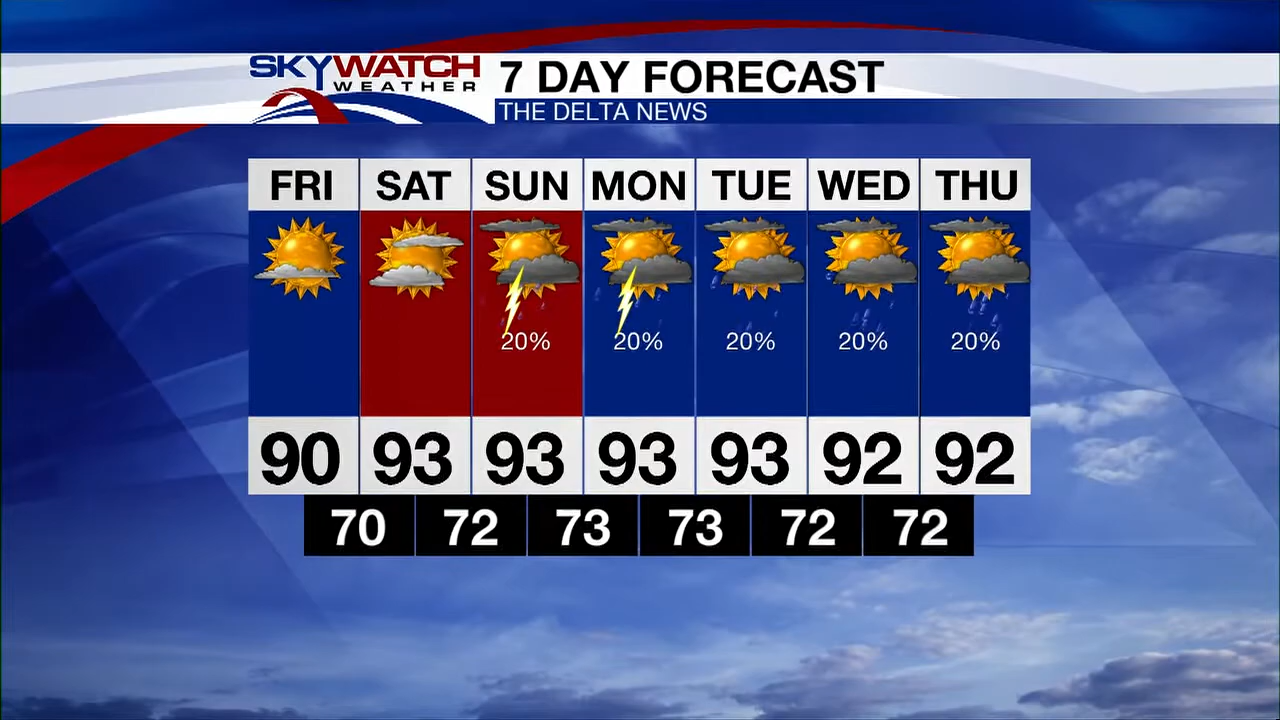 SKYWATCH
WEATHER
7 DAY FORECAST
THE DELTA NEWS
FRI SAT SUN MON TUE WED THU
20% 20% 20% 20% 20%
90 93 93 93 93 92 92
70 72 73 73 72 72